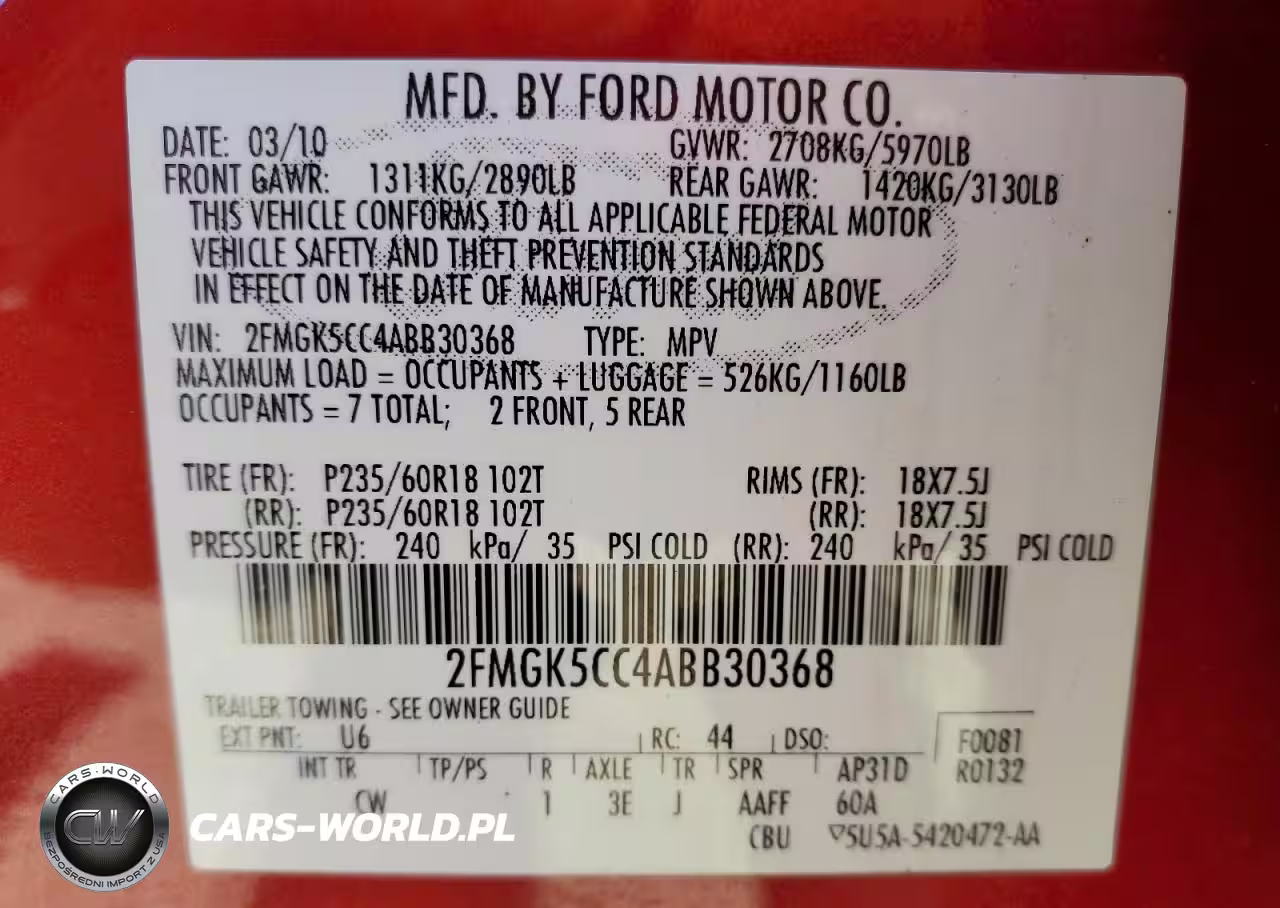 MFD. BY FORD MOTOR CO.
DATE: 03/10 GVWR: 2708KG/5970LB
FRONT GAWR: 1311KG/2890LB REAR GAWR: 1420KG/3130LB
THIS VEHICLE CONFORMS TO ALL APPLICABLE FEDERAL MOTOR
VEHICLE SAFETY AND THEFT PREVENTION STANDARDS
IN EFFECT ON THE DATE OF MANUFACTURE SHOWN ABOVE.
VIN: 2FMGK5CC4ABB30368 TYPE: MPV
MAXIMUM LOAD = OCCUPANTS + LUGGAGE = 526KG/1160LB
OCCUPANTS = 7 TOTAL; 2 FRONT, 5 REAR
TIRE (FR): P235/60R18 102T RIMS (FR): 18X7.5J
(RR): P235/60R18 102T (RR): 18X7.5J
PRESSURE (FR): 240 kPa/ 35 PSI COLD (RR): 240 kPa/ 35 PSI COLD
2FMGK5CC4ABB30368
TRAILER TOWING - SEE OWNER GUIDE
EXT PNT: U6 RC: 44 DSO: F0081
INT TR TP/PS R AXLE TR SPR AP31D R0132
CW 1 3E J AAFF 60A
CBU ▽5U5A-5420472-AA
CARS-WORLD
CW
BEZPOŚREDNI IMPORT Z USA
CARS-WORLD.PL